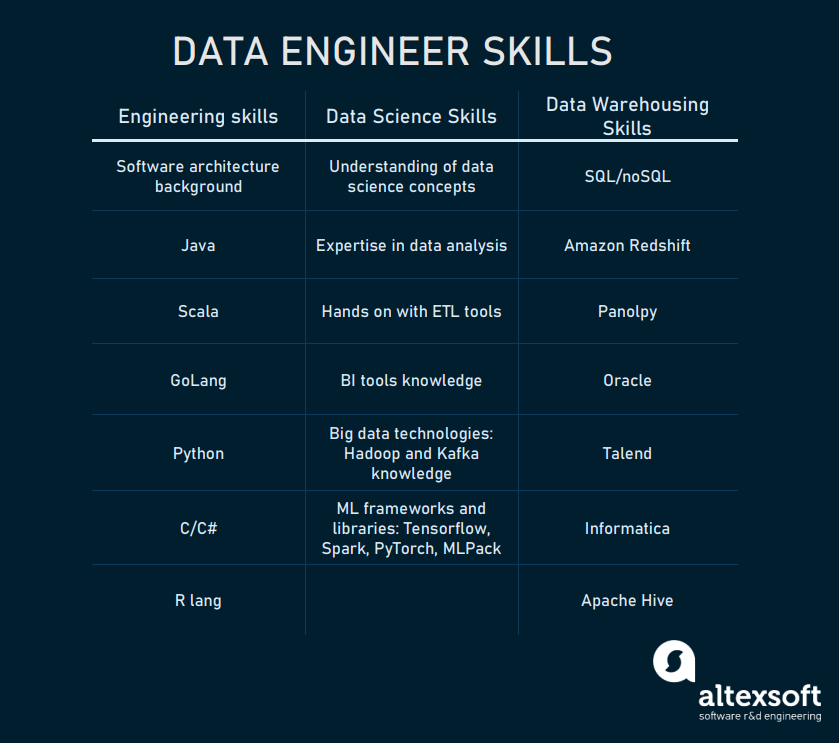 DATA ENGINEER SKILLS
Engineering skills
Data Science Skills
Data Warehousing
Skills
Software architecture
background
Understanding of data
science concepts
SQL/noSQL
Java
Expertise in data analysis
Amazon Redshift
Scala
Hands on with ETL tools
Panolpy
GoLang
BI tools knowledge
Oracle
Python
Big data technologies:
Hadoop and Kafka
knowledge
Talend
C/C#
ML frameworks and
libraries: Tensorflow,
Spark, PyTorch, MLPack
Informatica
R lang
Apache Hive
altexsoft
software r&d engineering